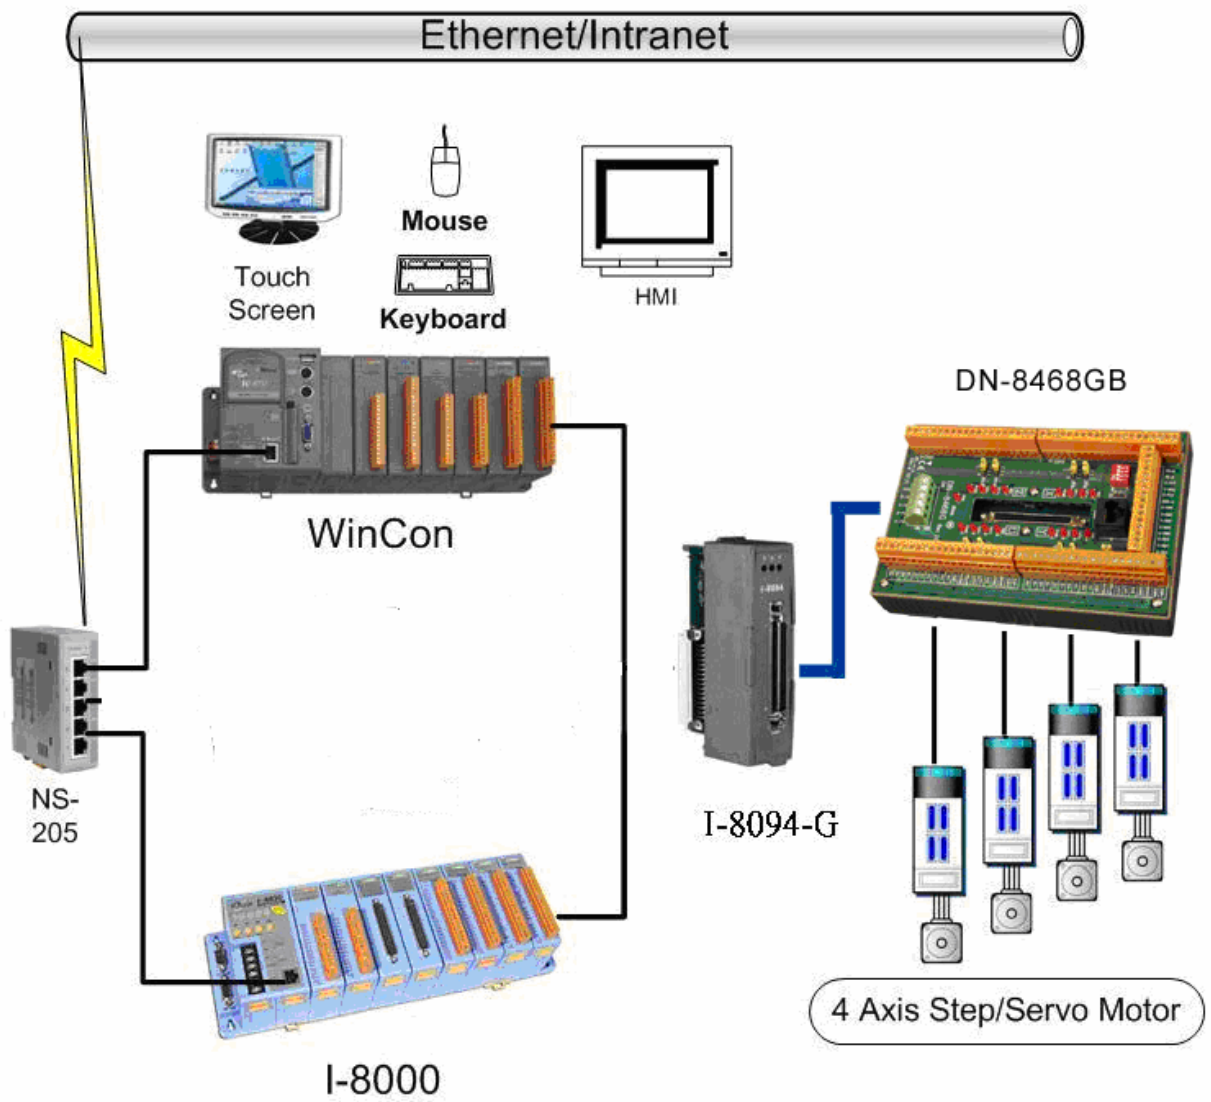 Ethernet/Intranet
Touch
Screen
Mouse
Keyboard
HMI
DN-8468GB
WinCon
I-8094
NS-
205
I-8094-G
4 Axis Step/Servo Motor
I-8000